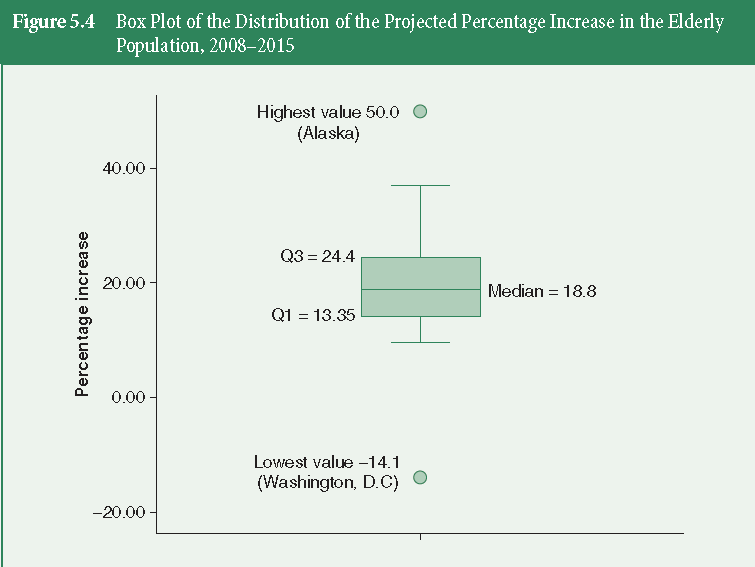 Figure 5.4 Box Plot of the Distribution of the Projected Percentage Increase in the Elderly
Population, 2008–2015
Highest value 50.0
(Alaska)
40.00
Q3 = 24.4
20.00
Median = 18.8
Q1 = 13.35
Percentage increase
0.00
Lowest value –14.1
(Washington, D.C)
–20.00